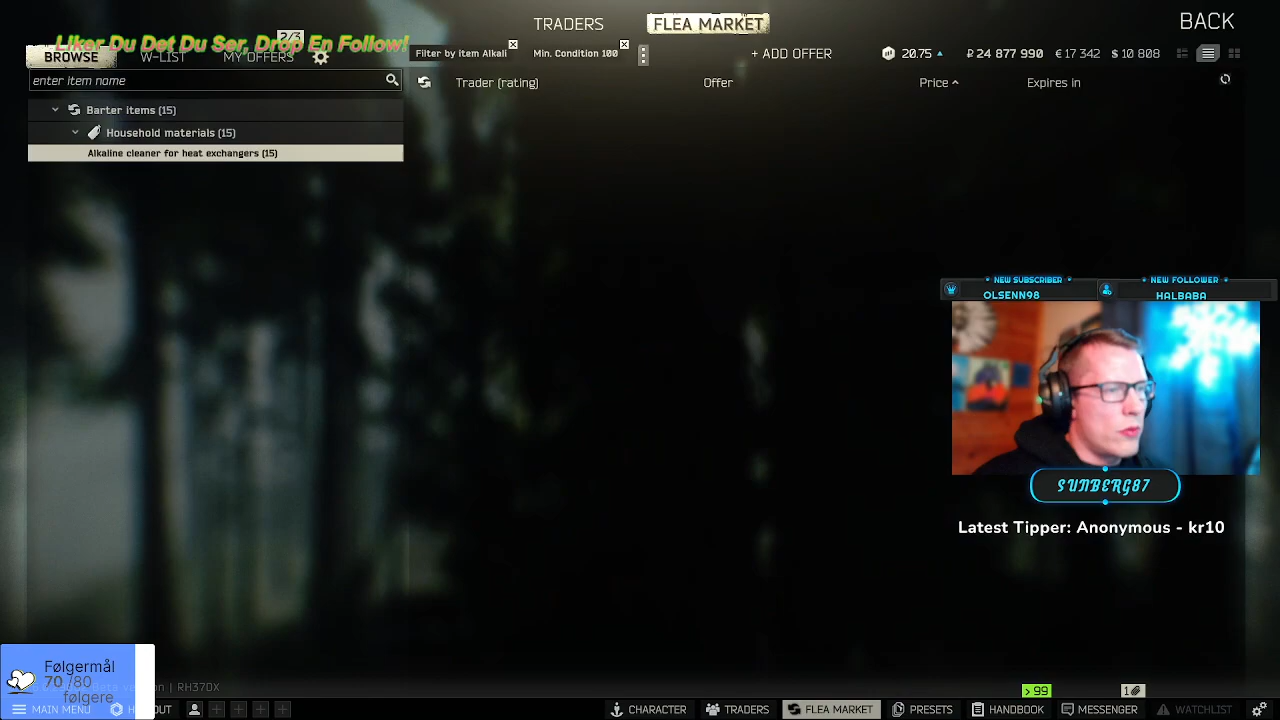 TRADERS
FLEA MARKET
BACK
Liker Du Det Du Ser, Drop En Follow!
2/3
BROWSE
W-LIST
MY OFFERS
Filter by item Alkali
Min. Condition 100
+ ADD OFFER
20.75
₽ 24 877 990
€ 17 342
$ 10 808
enter item name
Trader (rating)
Offer
Price
Expires in
Barter items (15)
Household materials (15)
Alkaline cleaner for heat exchangers (15)
NEW SUBSCRIBER
OLSENN98
NEW FOLLOWER
HALBABA
SUNBERG87
Latest Tipper: Anonymous - kr10
Følgermål
70 /80
følgere
| RH370X
> 99
1
MAIN MENU
CHARACTER
TRADERS
FLEA MARKET
PRESETS
HANDBOOK
MESSENGER
WATCHLIST